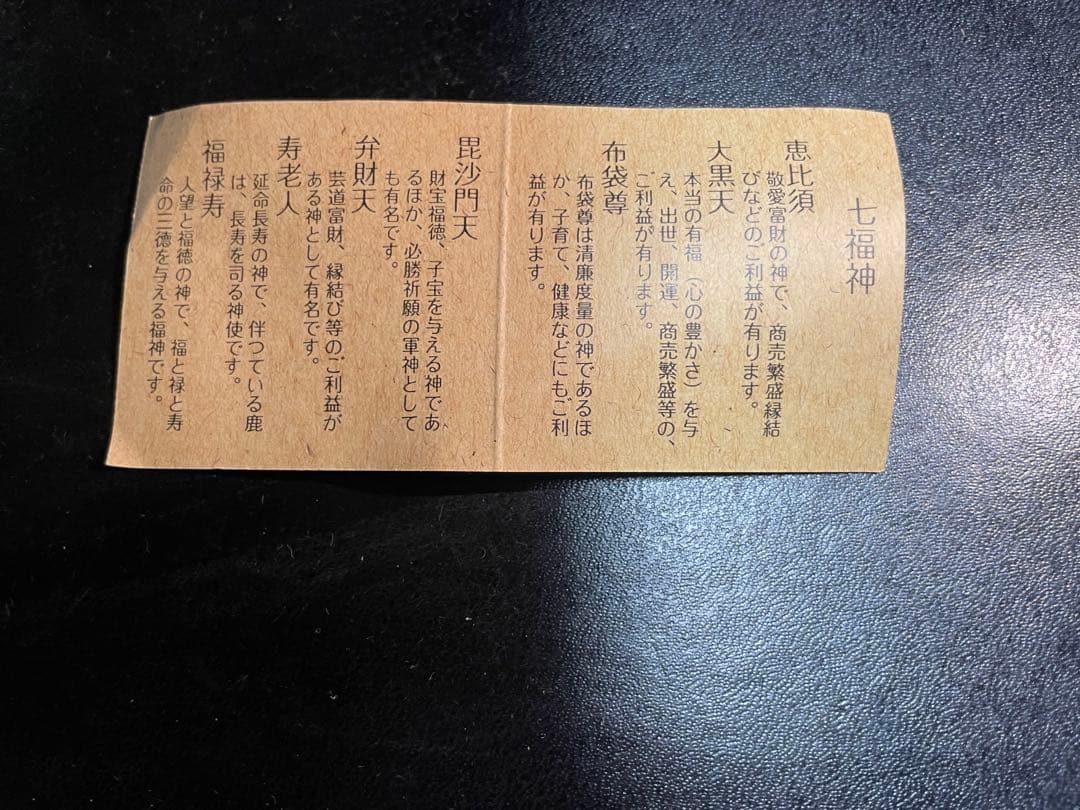 七福神
恵比須
敬愛富財の神で、商売繁盛縁結
びなどのご利益が有ります。
大黒天
本当の有福（心の豊かさ）を与
え、出世、開運、商売繁盛等の、
ご利益が有ります。
布袋尊
布袋尊は清廉度量の神であるほ
か、子育て、健康などにもご利
益が有ります。
毘沙門天
財宝福徳、子宝を与える神であ
るほか、必勝祈願の軍神として
も有名です。
弁財天
芸道富財、縁結び等のご利益が
ある神として有名です。
寿老人
延命長寿の神で、伴つている鹿
は、長寿を司る神使です。
福禄寿
人望と福徳の神で、福と禄と寿
命の三徳を与える福神です。